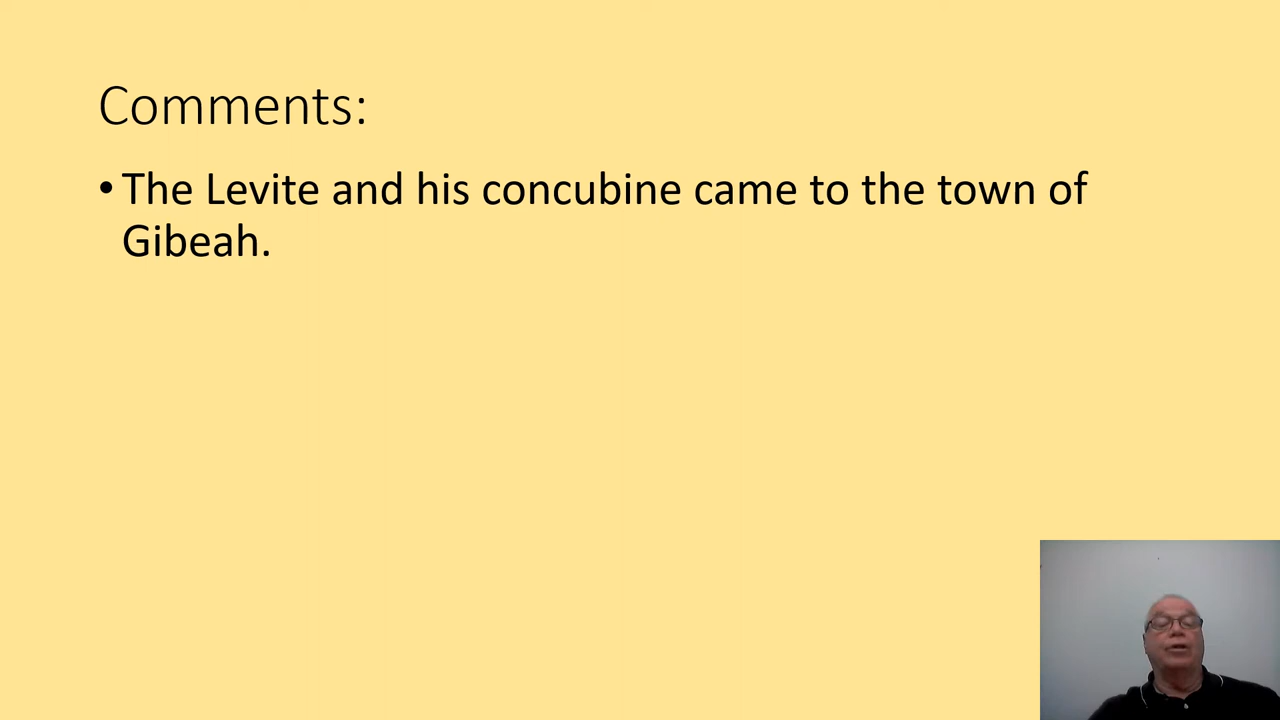 Comments:
• The Levite and his concubine came to the town of
Gibeah.